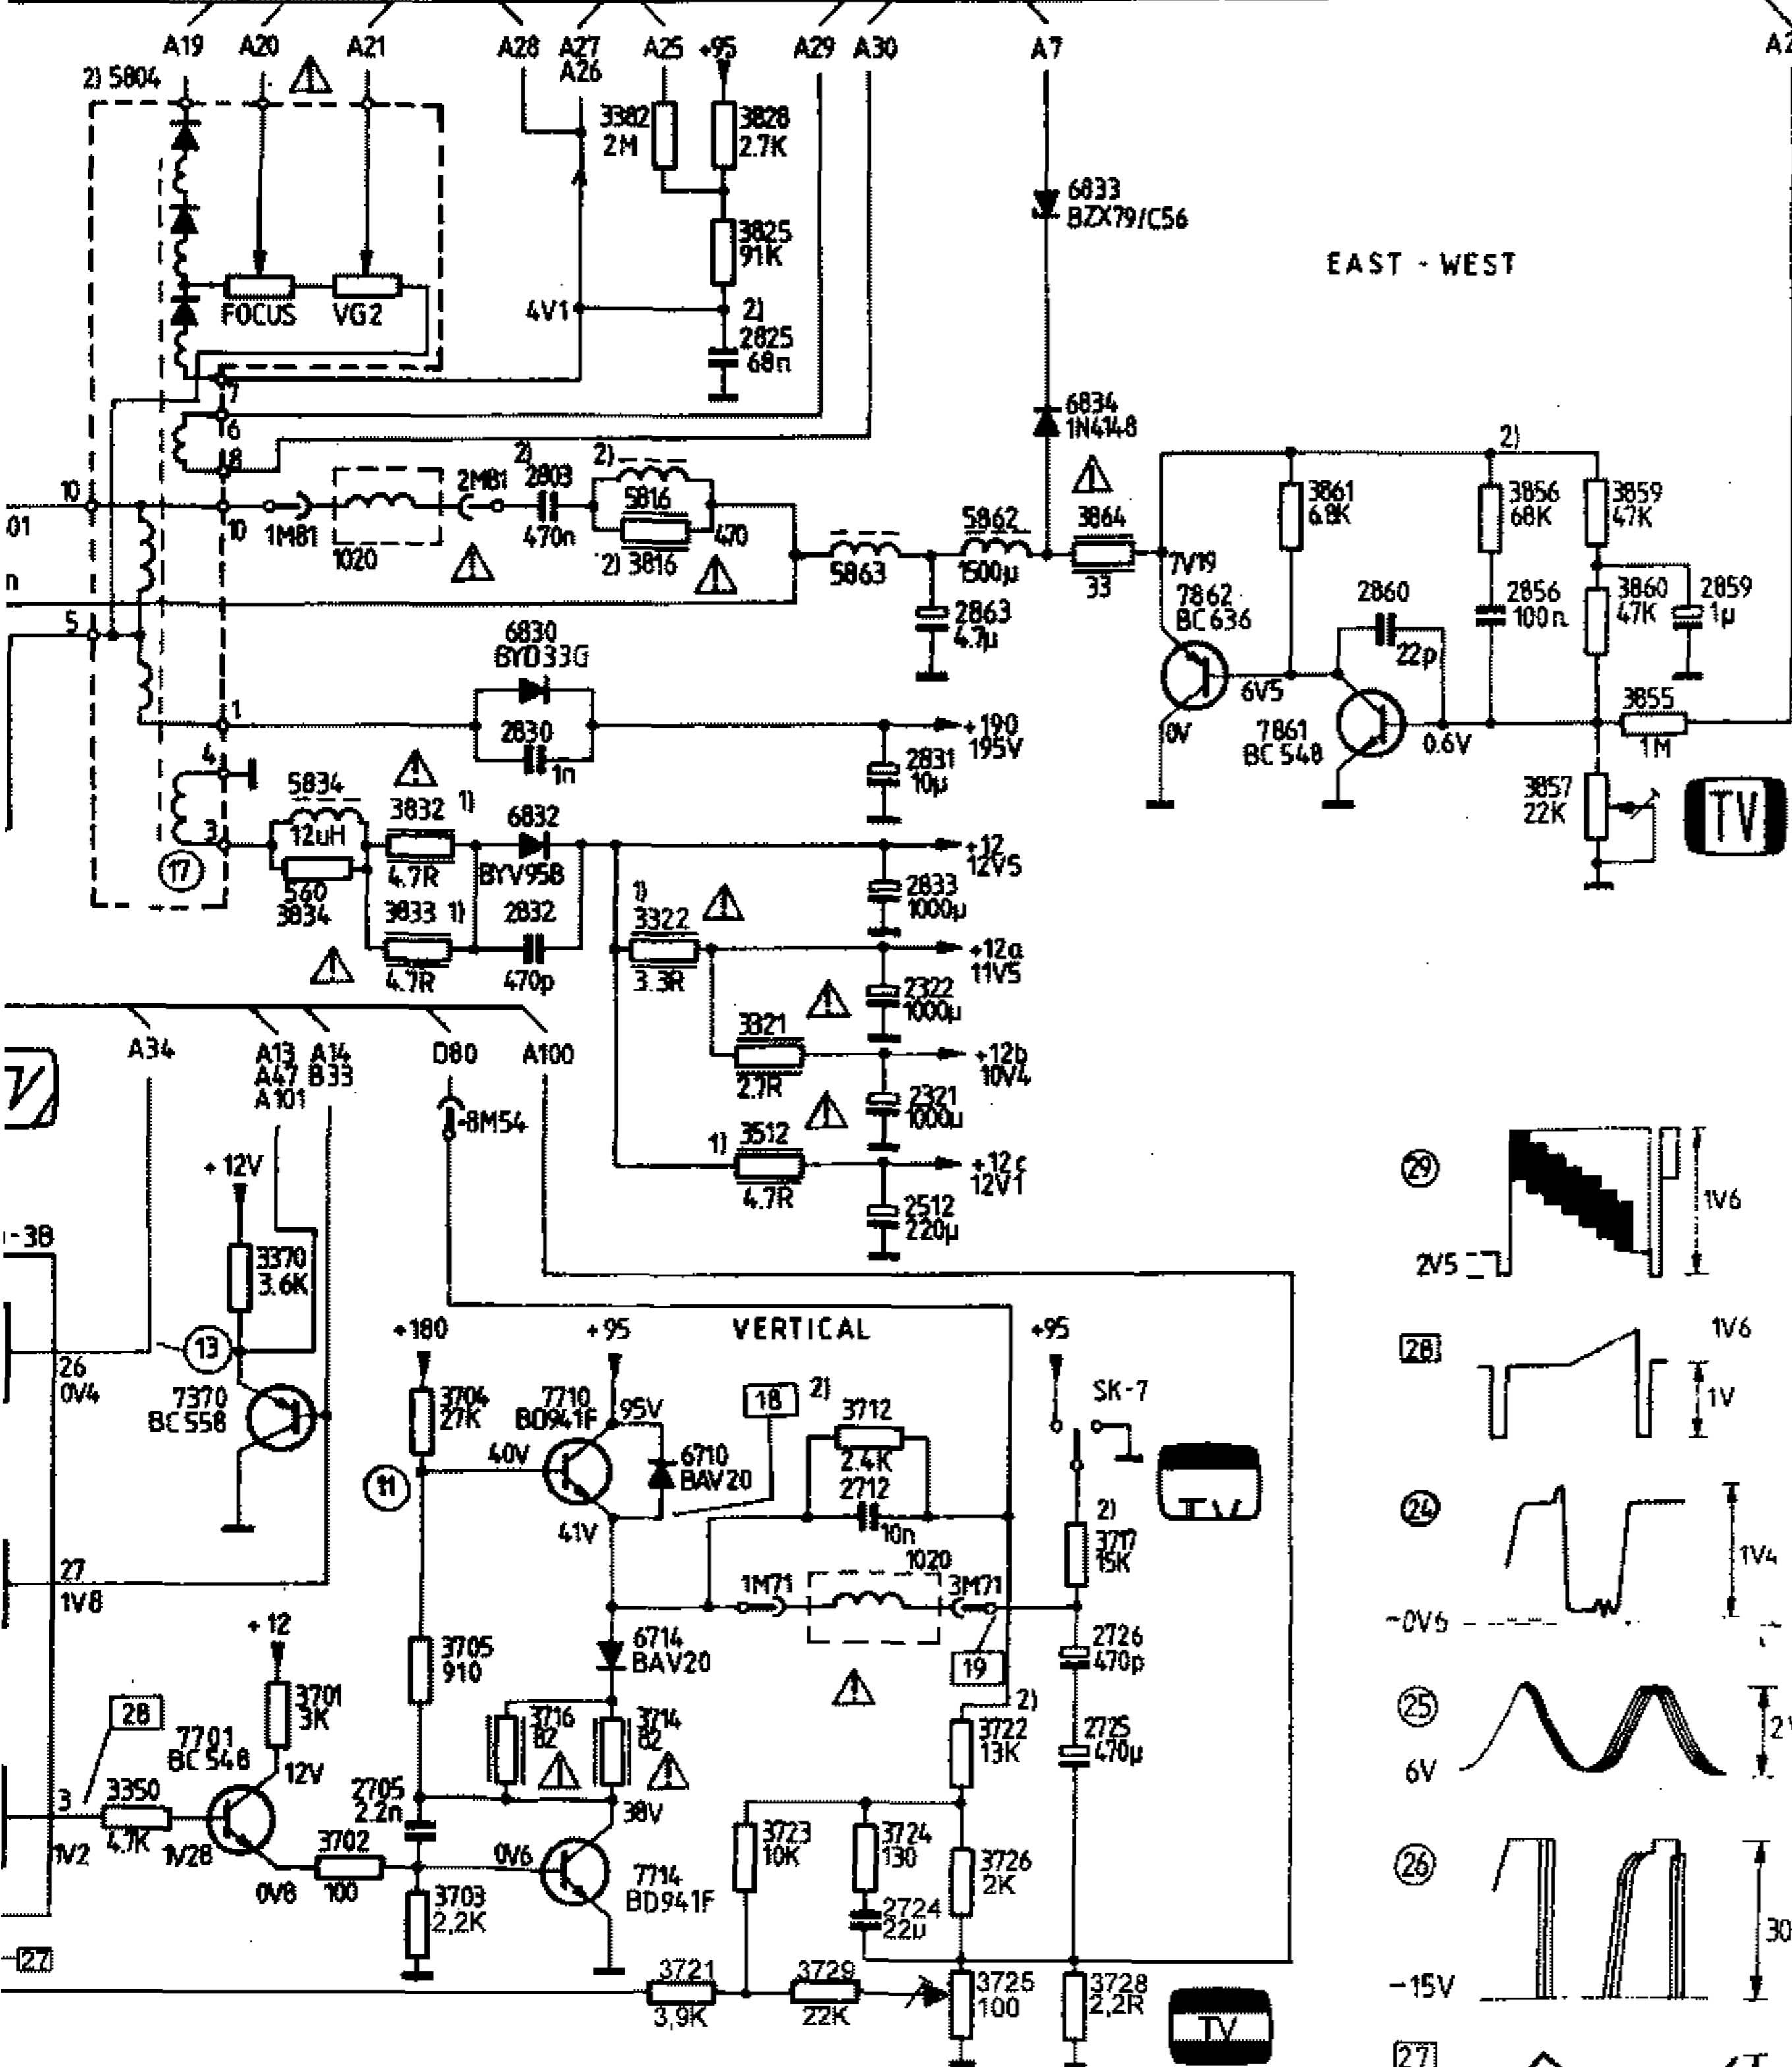 A19 A20 A21 A28 A27 A25 +95 A29 A30 A7
A26
2) 5804
3382
2M
3828
2.7K
6833
BZX79/C56
3825
91K
EAST - WEST
FOCUS VG2
4V1
2)
2825
68n
7
6
8
6834
1N4148
2)
10
01
10
1M81
1020
2M81
2)
2803
470n
2)
5816
470
2) 3816
5863
5862
1500µ
3864
33
7V19
3861
6.8K
3856
68K
3859
47K
n
5
2863
4.7µ
7862
BC636
2860
22p
2856
100n
3860
47K
2859
1µ
6830
BYD33G
6V5
1
2830
1n
+190
195V
0V
7861
BC548
0.6V
3855
1M
4
2831
10µ
5834
12uH
3832 1)
4.7R
6832
BYV95B
3857
22K
TV
3
17
+12
12V5
560
3834
3833 1)
4.7R
2832
470p
2833
1000µ
1)
3322
3.3R
+12a
11V5
2322
1000µ
A34
A13 A14
A47 B33
A101
D80 A100
3321
2.7R
+12b
10V4
V
-8M54
2321
1000µ
1)
3512
4.7R
+12c
12V1
29
1V6
+12V
2512
220µ
2V5
-3B
3370
3.6K
+180
+95
VERTICAL
+95
28
1V6
1V
13
26
0V4
7370
BC558
3704
27K
7710
BD941F
95V
18
2)
3712
2.4K
SK-7
40V
6710
BAV20
2712
10n
TV
11
41V
2)
3717
15K
24
1V4
27
1V8
1M71
1020
3M71
~0V6
+12
3705
910
6714
BAV20
19
2726
470p
28
3701
3K
3716
82
3714
82
2)
3722
13K
2725
470µ
25
6V
7701
BC548
12V
3
1V2
3350
4.7K
1V28
2705
2.2n
38V
3702
100
0V8
0V6
3723
10K
3724
130
3726
2K
26
30
7714
BD941F
3703
2,2K
2724
22µ
27
3721
3,9K
3729
22K
3725
100
3728
2,2R
-15V
TV
27